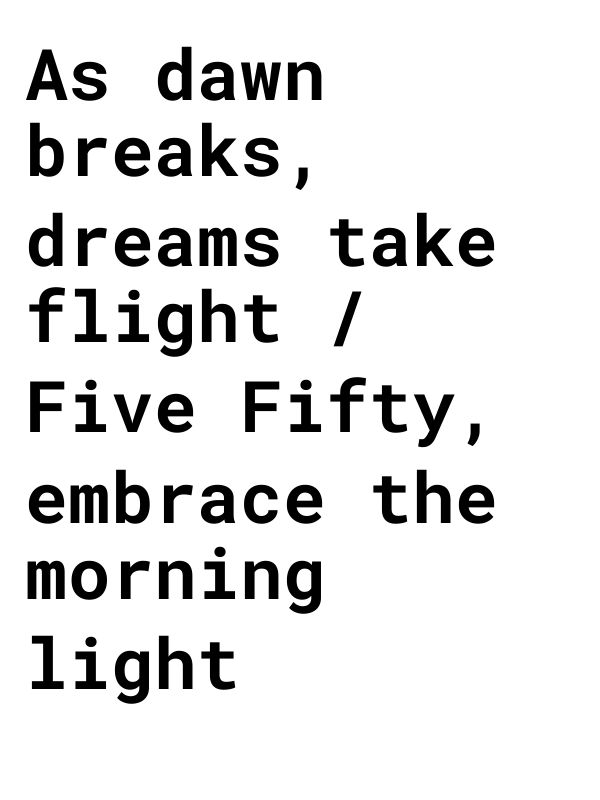 As dawn
breaks,
dreams take
flight /
Five Fifty,
embrace the
morning
light